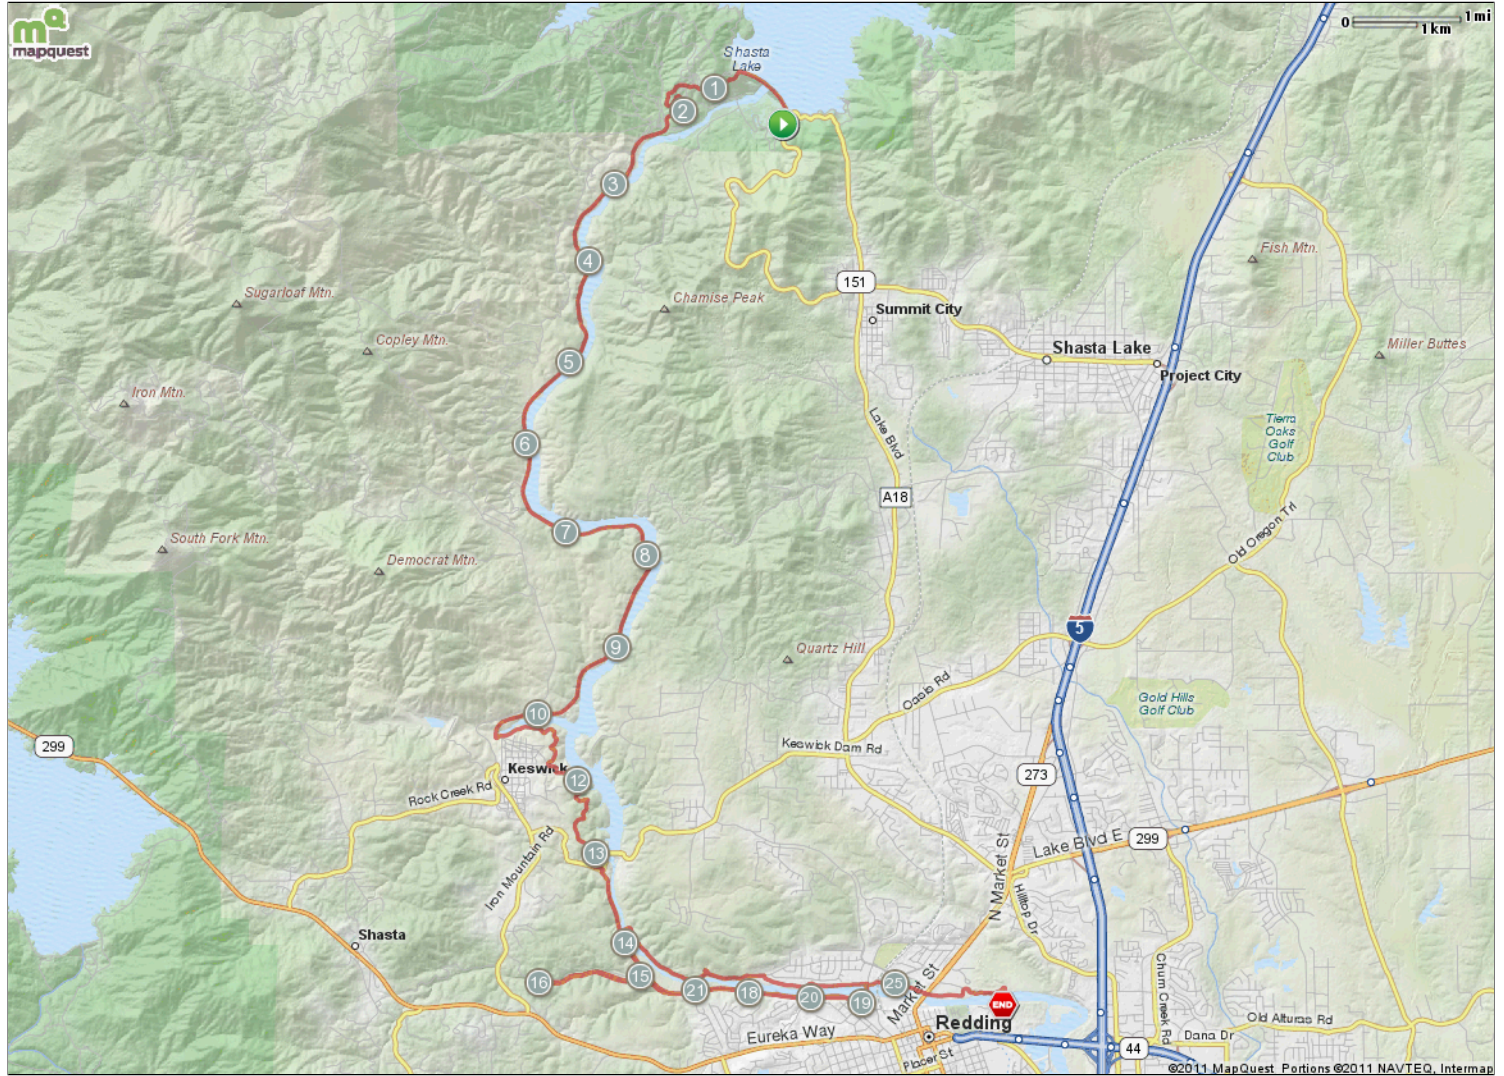 mapquest
0
1 mi
1 km
Shasta
Lake
1
2
3
4
151
Summit City
Fish Mtn.
Sugarloaf Mtn.
Chamise Peak
Copley Mtn.
5
Shasta Lake
Project City
Miller Buttes
Iron Mtn.
6
Lake Blvd
Tierra
Oaks
Golf
Club
A18
South Fork Mtn.
Democrat Mtn.
7
8
Old Oregon Trl
5
9
Quartz Hill
Oasis Rd
Gold Hills
Golf Club
10
299
Keswick Dam Rd
Keswick
12
273
Rock Creek Rd
Iron Mountain Rd
13
Lake Blvd E
299
N Market St
Hilltop Dr
Shasta
14
15
16
21
18
20
19
25
Market St
END
Redding
Eureka Way
Placer St
Churn Creek Rd
Old Alturas Rd
Dana Dr
44
©2011 MapQuest Portions ©2011 NAVTEQ, Intermap